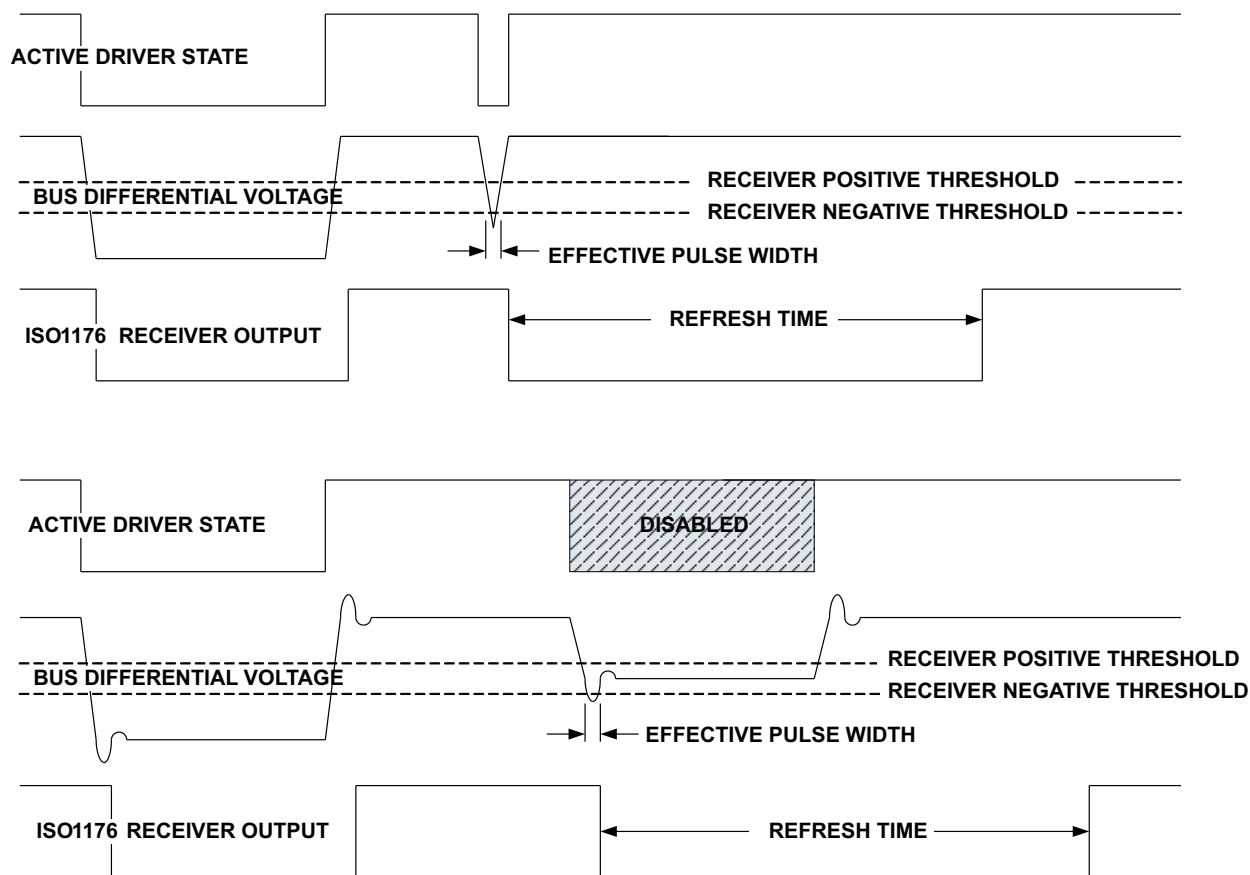 ACTIVE DRIVER STATE
RECEIVER POSITIVE THRESHOLD
BUS DIFFERENTIAL VOLTAGE
RECEIVER NEGATIVE THRESHOLD
EFFECTIVE PULSE WIDTH
REFRESH TIME
ISO1176 RECEIVER OUTPUT
ACTIVE DRIVER STATE
DISABLED
RECEIVER POSITIVE THRESHOLD
BUS DIFFERENTIAL VOLTAGE
RECEIVER NEGATIVE THRESHOLD
EFFECTIVE PULSE WIDTH
ISO1176 RECEIVER OUTPUT
REFRESH TIME